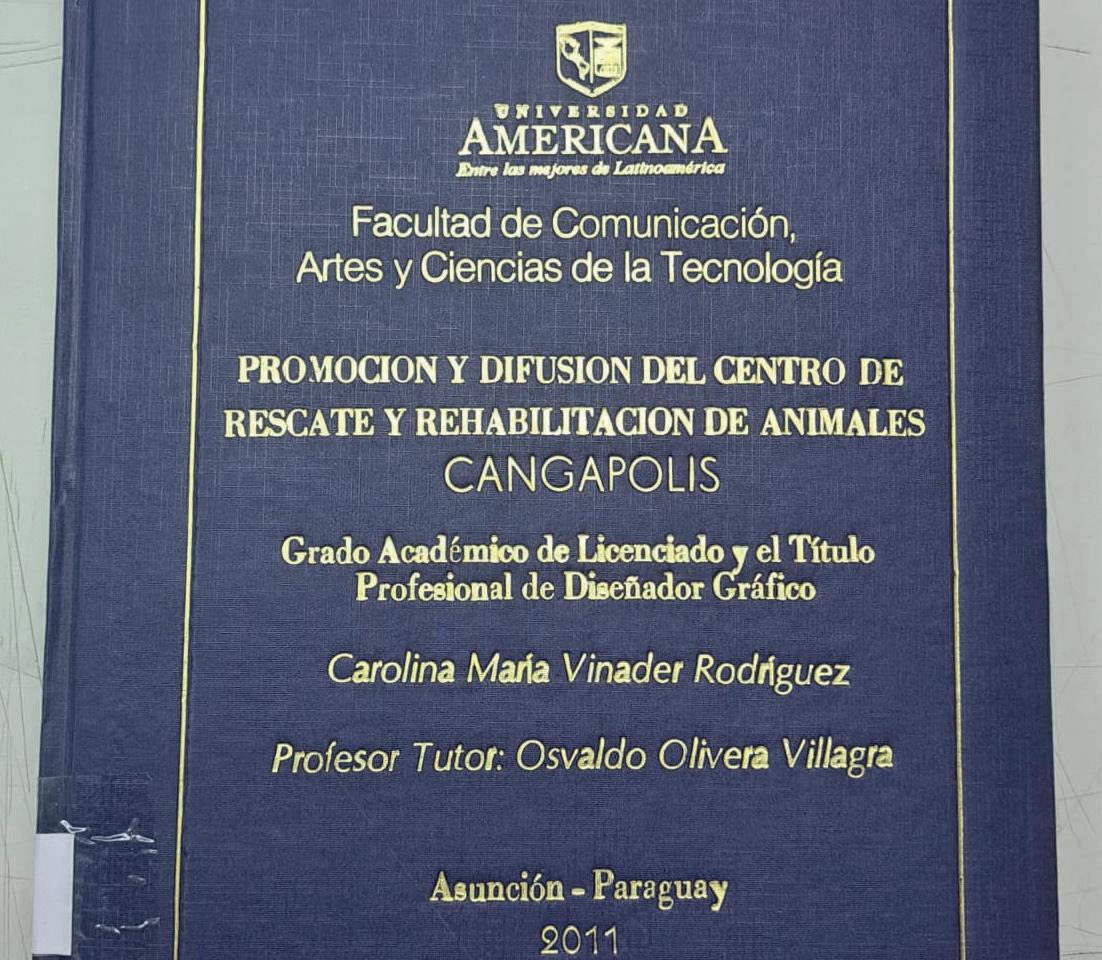 UNIVERSIDAD
AMERICANA
Entre las mejores de Latinoamérica
Facultad de Comunicación,
Artes y Ciencias de la Tecnología
PROMOCION Y DIFUSION DEL CENTRO DE
RESCATE Y REHABILITACION DE ANIMALES
CANGAPOLIS
Grado Académico de Licenciado y el Título
Profesional de Diseñador Gráfico
Carolina María Vinader Rodríguez
Profesor Tutor: Osvaldo Olivera Villagra
Asunción - Paraguay
2011